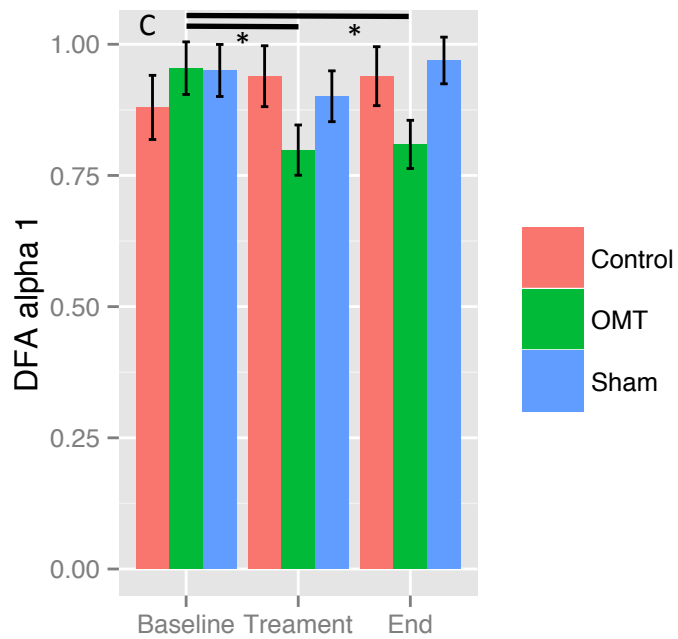 C
* *
1.00
0.75
0.50
0.25
0.00
DFA alpha 1
Baseline Treament End
Control
OMT
Sham